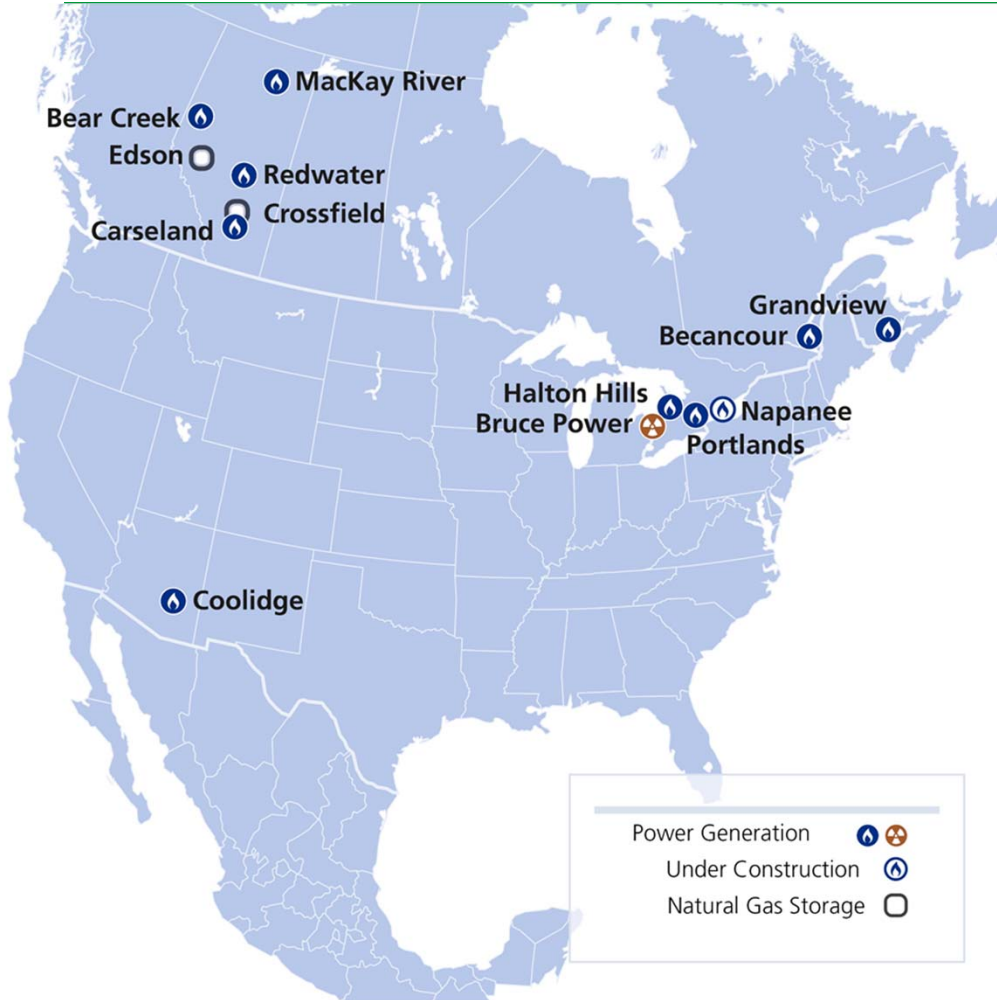 MacKay River
Bear Creek
Edson
Redwater
Crossfield
Carseland
Grandview
Becancour
Halton Hills
Napanee
Bruce Power
Portlands
Coolidge
Power Generation
Under Construction
Natural Gas Storage